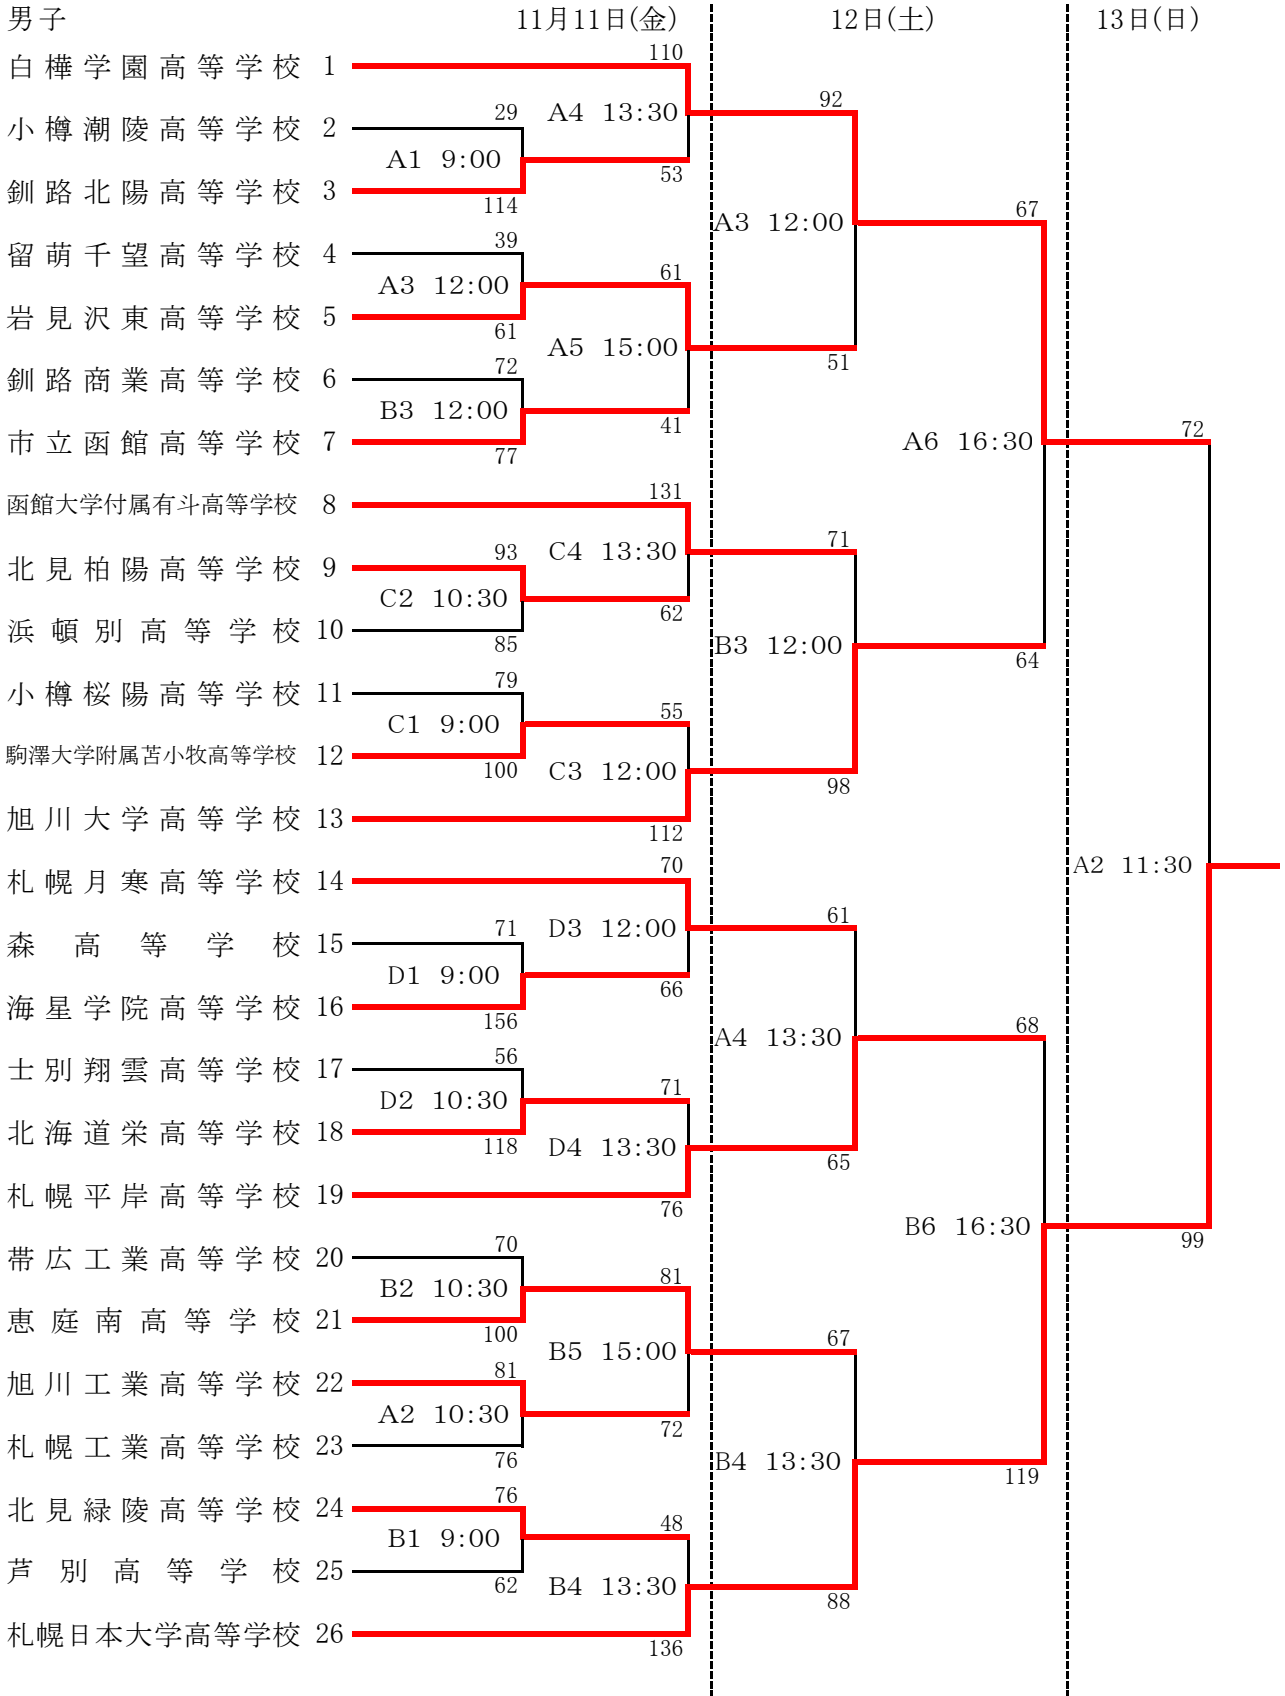 男子 11月11日(金) 12日(土) 13日(日)
白樺学園高等学校 1
110
92
小樽潮陵高等学校 2
29
A4 13:30
A1 9:00
53
釧路北陽高等学校 3
114
67
A3 12:00
留萌千望高等学校 4
39
61
A3 12:00
岩見沢東高等学校 5
61
A5 15:00
51
釧路商業高等学校 6
72
B3 12:00
41
市立函館高等学校 7
77
A6 16:30
72
函館大学付属有斗高等学校 8
131
71
北見柏陽高等学校 9
93
C4 13:30
C2 10:30
62
浜頓別高等学校 10
85
B3 12:00
64
小樽桜陽高等学校 11
79
55
C1 9:00
駒澤大学附属苫小牧高等学校 12
100
C3 12:00
98
旭川大学高等学校 13
112
A2 11:30
札幌月寒高等学校 14
70
61
森高等学校 15
71
D3 12:00
D1 9:00
66
海星学院高等学校 16
156
68
A4 13:30
士別翔雲高等学校 17
56
71
D2 10:30
北海道栄高等学校 18
118
D4 13:30
65
札幌平岸高等学校 19
76
B6 16:30
99
帯広工業高等学校 20
70
81
B2 10:30
恵庭南高等学校 21
100
67
B5 15:00
旭川工業高等学校 22
81
A2 10:30
72
札幌工業高等学校 23
76
B4 13:30
119
北見緑陵高等学校 24
76
48
B1 9:00
芦別高等学校 25
62
B4 13:30
88
札幌日本大学高等学校 26
136